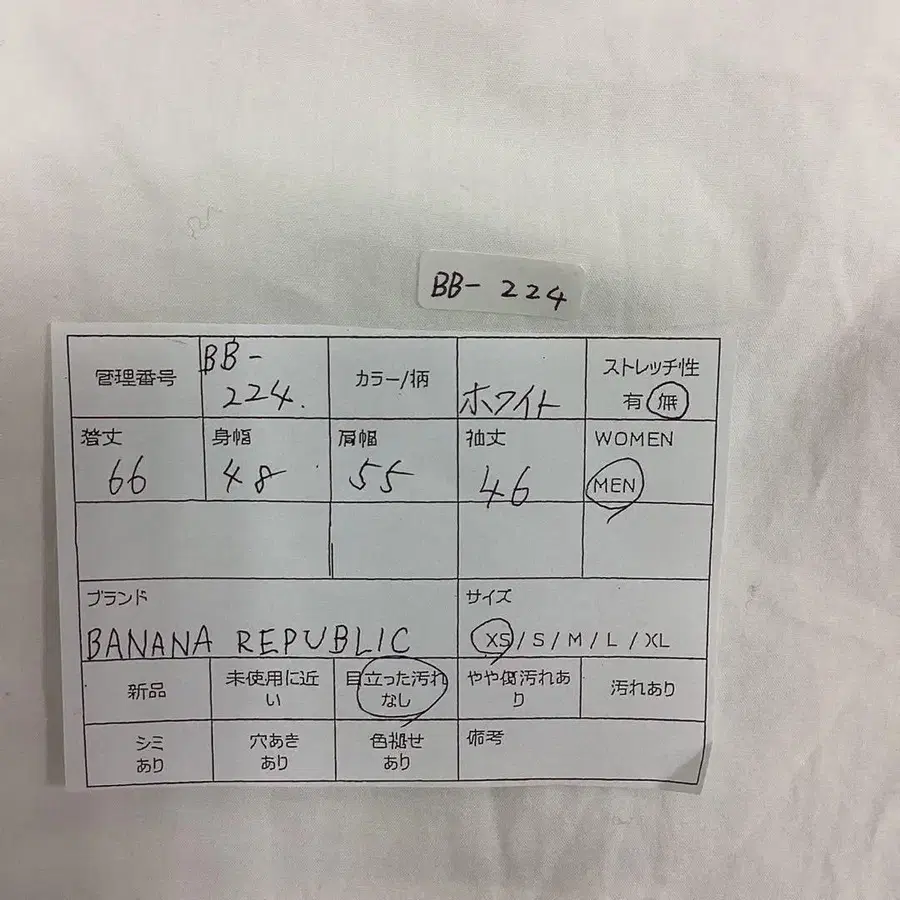 BB- 224
管理番号 BB-224. カラー/柄 ホワイト ストレッチ性 有 無
着丈 66 身幅 48 肩幅 55 袖丈 46 WOMEN MEN
ブランド BANANA REPUBLIC サイズ XS / S / M / L / XL
新品 未使用に近い 目立った汚れなし やや傷汚れあり 汚れあり
シミあり 穴あきあり 色褪せあり 備考